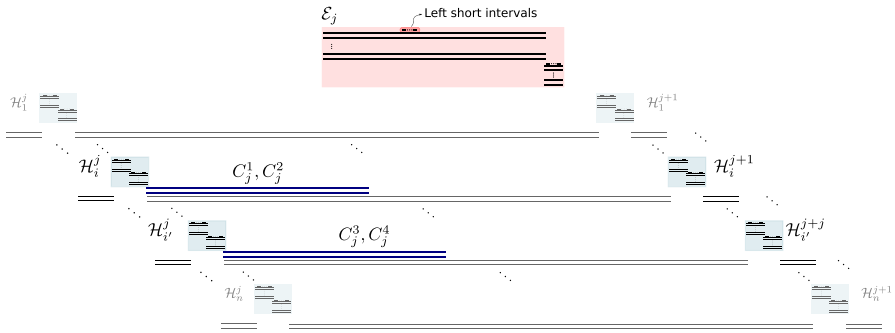 ℰ_j
Left short intervals
ℋ_1^j
ℋ_1^{j+1}
ℋ_i^j
C_j^1, C_j^2
ℋ_i^{j+1}
ℋ_{i'}^j
C_j^3, C_j^4
ℋ_{i'}^{j+j}
ℋ_n^j
ℋ_n^{j+1}